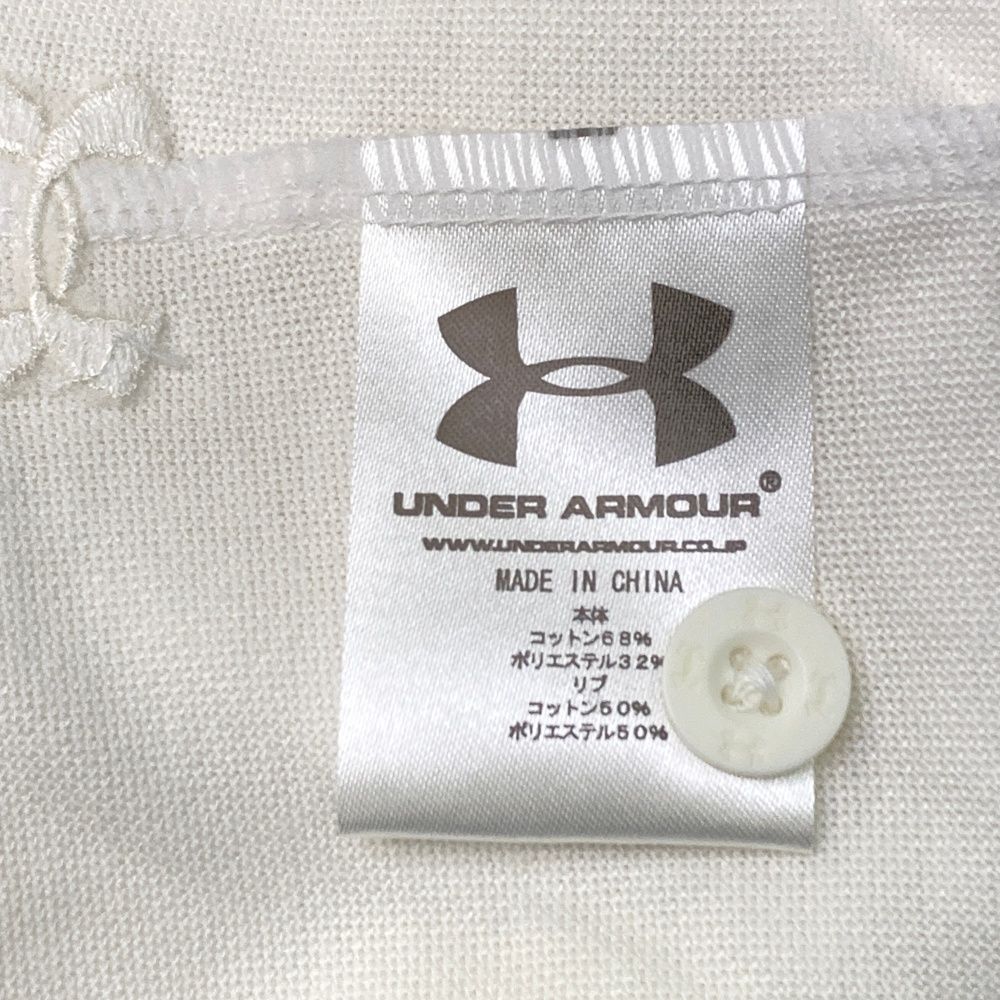 UNDER ARMOUR®
WWW.UNDERARMOUR.CO.JP
MADE IN CHINA
本体
コットン68%
ポリエステル32%
リブ
コットン50%
ポリエステル50%